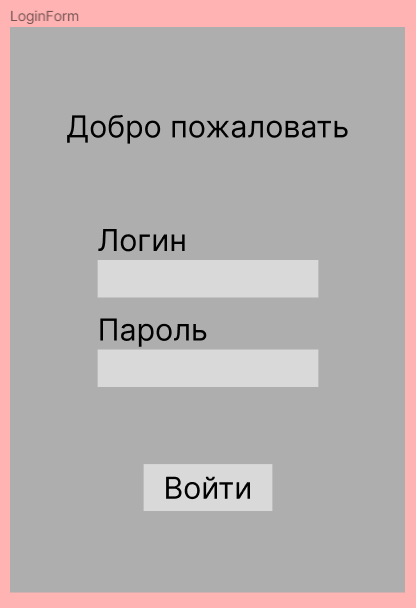 LoginForm
Добро пожаловать
Логин
Пароль
Войти